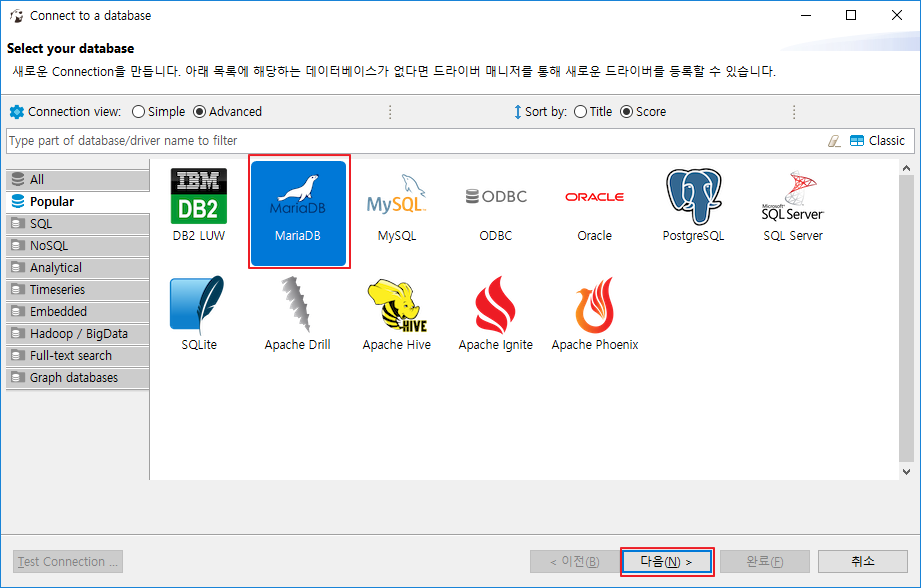 Connect to a database
Select your database
새로운 Connection을 만듭니다. 아래 목록에 해당하는 데이터베이스가 없다면 드라이버 매니저를 통해 새로운 드라이버를 등록할 수 있습니다.
Connection view: Simple Advanced Sort by: Title Score
Type part of database/driver name to filter Classic
All
Popular
SQL
NoSQL
Analytical
Timeseries
Embedded
Hadoop / BigData
Full-text search
Graph databases
IBM DB2 MariaDB MySQL ODBC ORACLE Microsoft SQL Server
DB2 LUW MariaDB MySQL ODBC Oracle PostgreSQL SQL Server
HIVE
SQLite Apache Drill Apache Hive Apache Ignite Apache Phoenix
Test Connection ... < 이전(B) 다음(N) > 완료(F) 취소